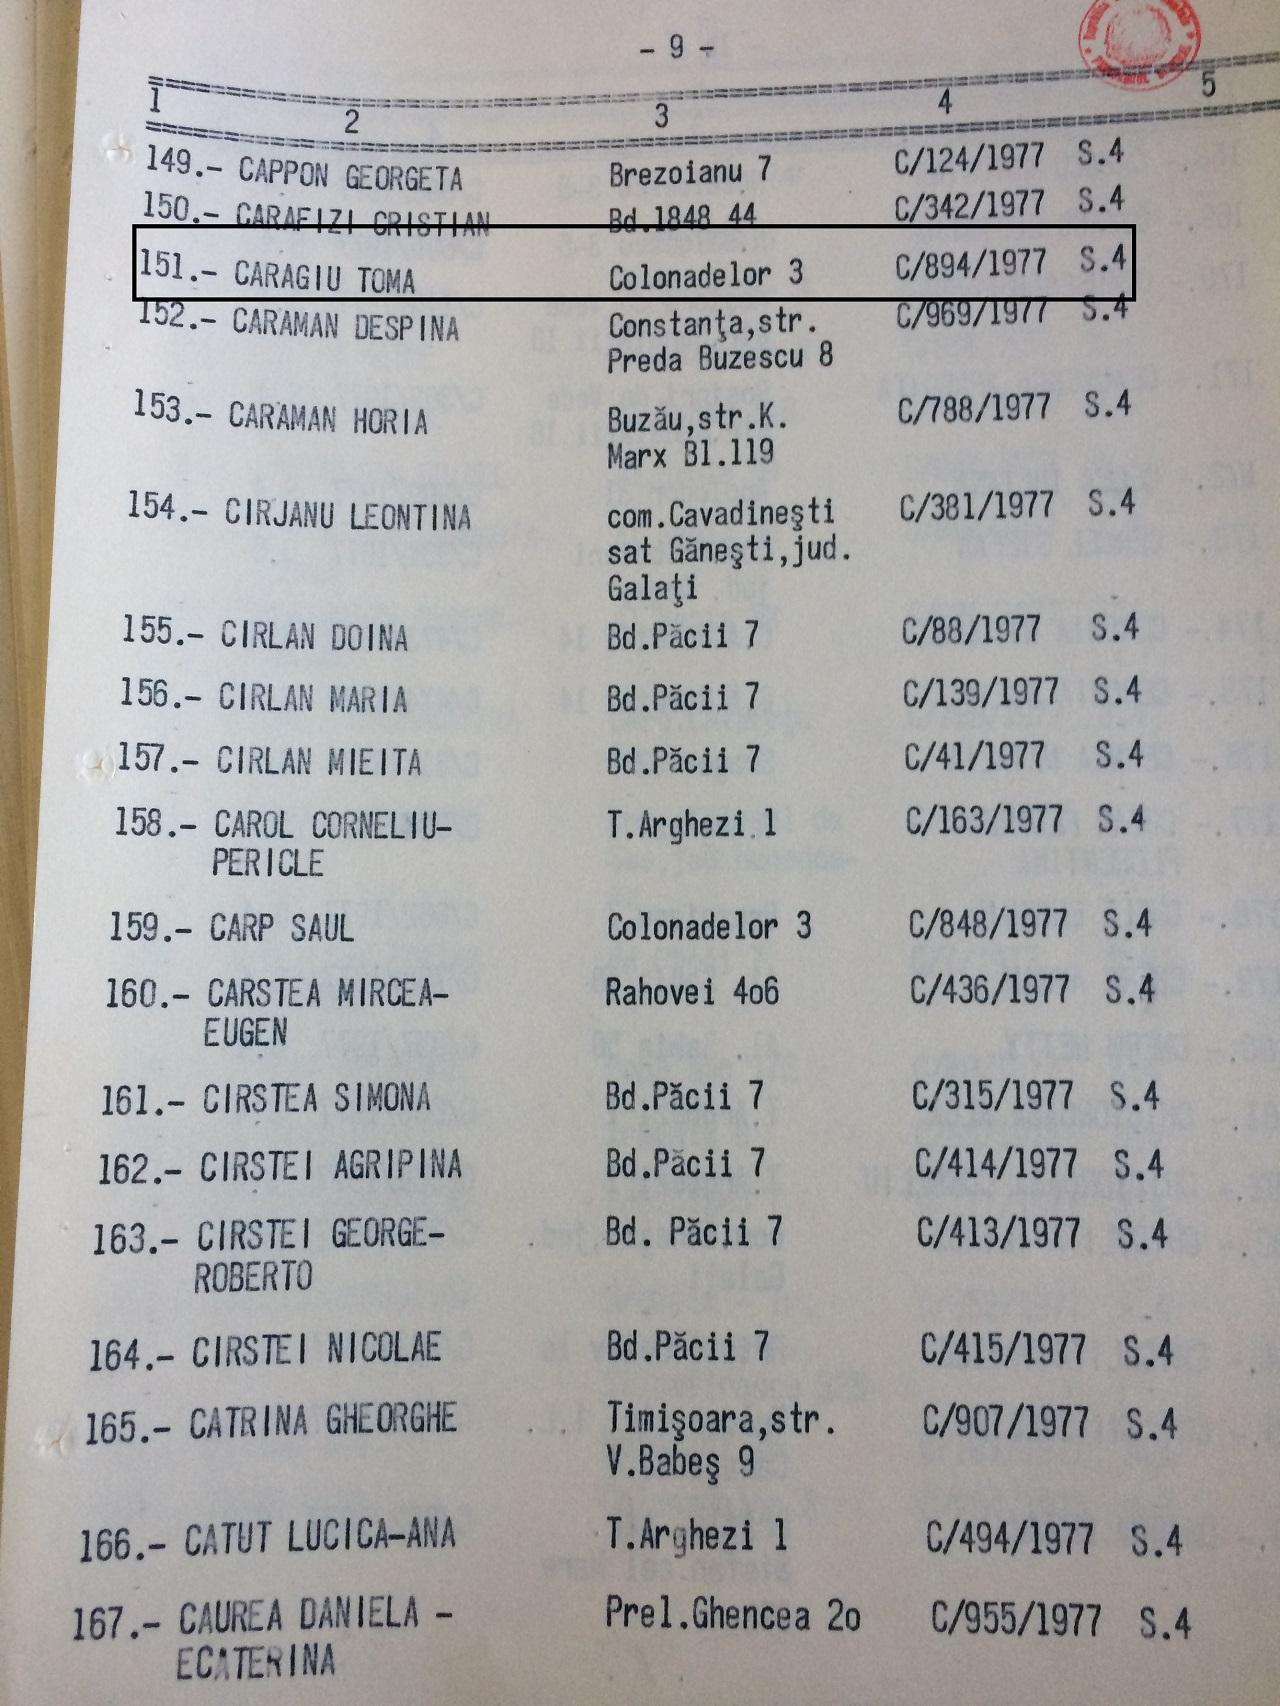 - 9 -
1 2 3 4 5
149.- CAPPON GEORGETA Brezoianu 7 C/124/1977 S.4
150.- CARAFIZI CRISTIAN Bd.1848 44 C/342/1977 S.4
151.- CARAGIU TOMA Colonadelor 3 C/894/1977 S.4
152.- CARAMAN DESPINA Constanţa,str. C/969/1977 S.4
Preda Buzescu 8
153.- CARAMAN HORIA Buzău,str.K. C/788/1977 S.4
Marx Bl.119
154.- CIRJANU LEONTINA com.Cavadineşti C/381/1977 S.4
sat Găneşti,jud.
Galaţi
155.- CIRLAN DOINA Bd.Păcii 7 C/88/1977 S.4
156.- CIRLAN MARIA Bd.Păcii 7 C/139/1977 S.4
157.- CIRLAN MIEITA Bd.Păcii 7 C/41/1977 S.4
158.- CAROL CORNELIU- T.Arghezi 1 C/163/1977 S.4
PERICLE
159.- CARP SAUL Colonadelor 3 C/848/1977 S.4
160.- CARSTEA MIRCEA- Rahovei 4o6 C/436/1977 S.4
EUGEN
161.- CIRSTEA SIMONA Bd.Păcii 7 C/315/1977 S.4
162.- CIRSTEI AGRIPINA Bd.Păcii 7 C/414/1977 S.4
163.- CIRSTEI GEORGE- Bd. Păcii 7 C/413/1977 S.4
ROBERTO
164.- CIRSTEI NICOLAE Bd.Păcii 7 C/415/1977 S.4
165.- CATRINA GHEORGHE Timişoara,str. C/907/1977 S.4
V.Babeş 9
166.- CATUT LUCICA-ANA T.Arghezi 1 C/494/1977 S.4
167.- CAUREA DANIELA - Prel.Ghencea 2o C/955/1977 S.4
ECATERINA